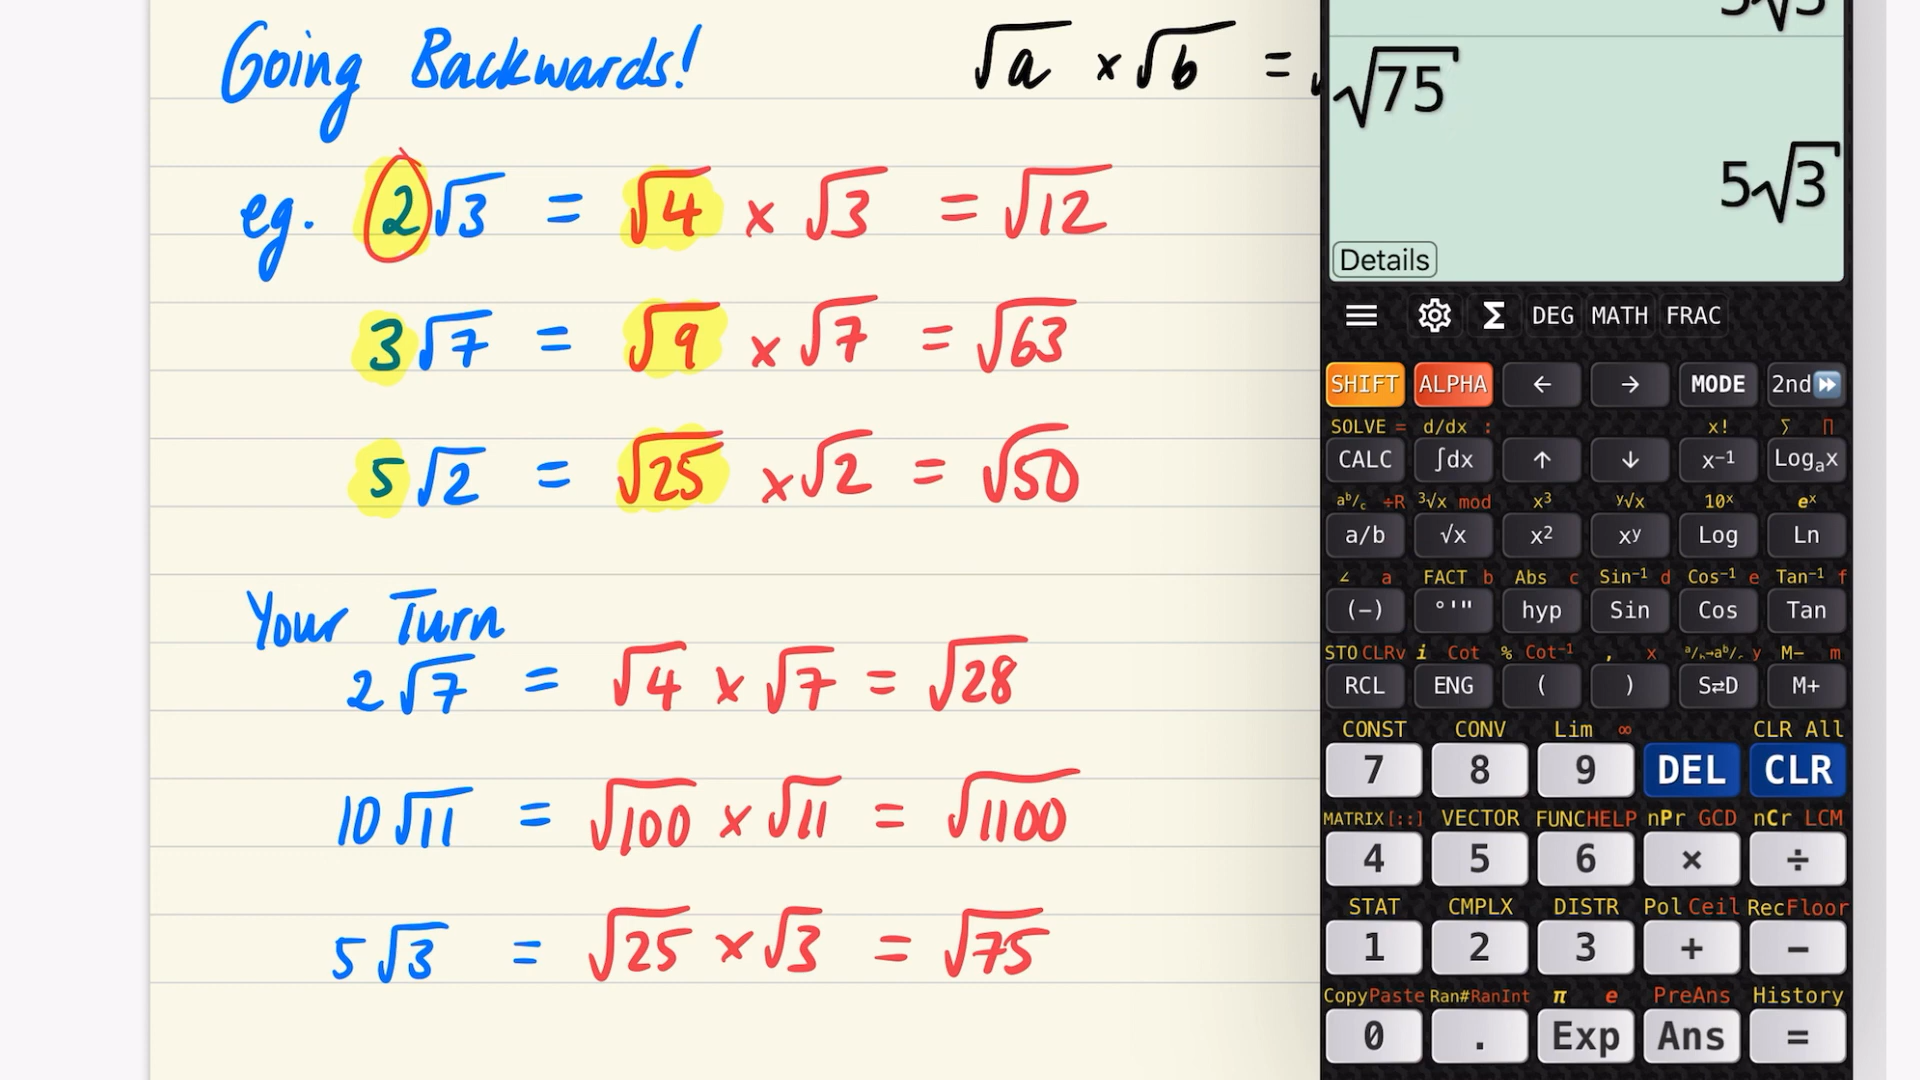 Going Backwards!
√a × √b =
eg. 2√3 = √4 × √3 = √12
3√7 = √9 × √7 = √63
5√2 = √25 × √2 = √50
Your Turn
2√7 = √4 × √7 = √28
10√11 = √100 × √11 = √1100
5√3 = √25 × √3 = √75
5√3
√75
5√3
Details
DEG MATH FRAC
SHIFT ALPHA ← → MODE 2nd
SOLVE = d/dx : x! ∑ ∏
CALC ∫dx ↑ ↓ x⁻¹ Logₐx
aᵇ/c ÷R ³√x mod x³ ʸ√x 10ˣ eˣ
a/b √x x² xʸ Log Ln
∠ a FACT b Abs c Sin⁻¹ d Cos⁻¹ e Tan⁻¹ f
(−) °'" hyp Sin Cos Tan
STO CLRv i Cot % Cot⁻¹ , x y M− m
RCL ENG ( ) S⇄D M+
CONST CONV Lim ∞ CLR All
7 8 9 DEL CLR
MATRIX[::] VECTOR FUNC HELP nPr GCD nCr LCM
4 5 6 × ÷
STAT CMPLX DISTR Pol Ceil Rec Floor
1 2 3 + −
Copy Paste Ran# RanInt π e PreAns History
0 . Exp Ans =